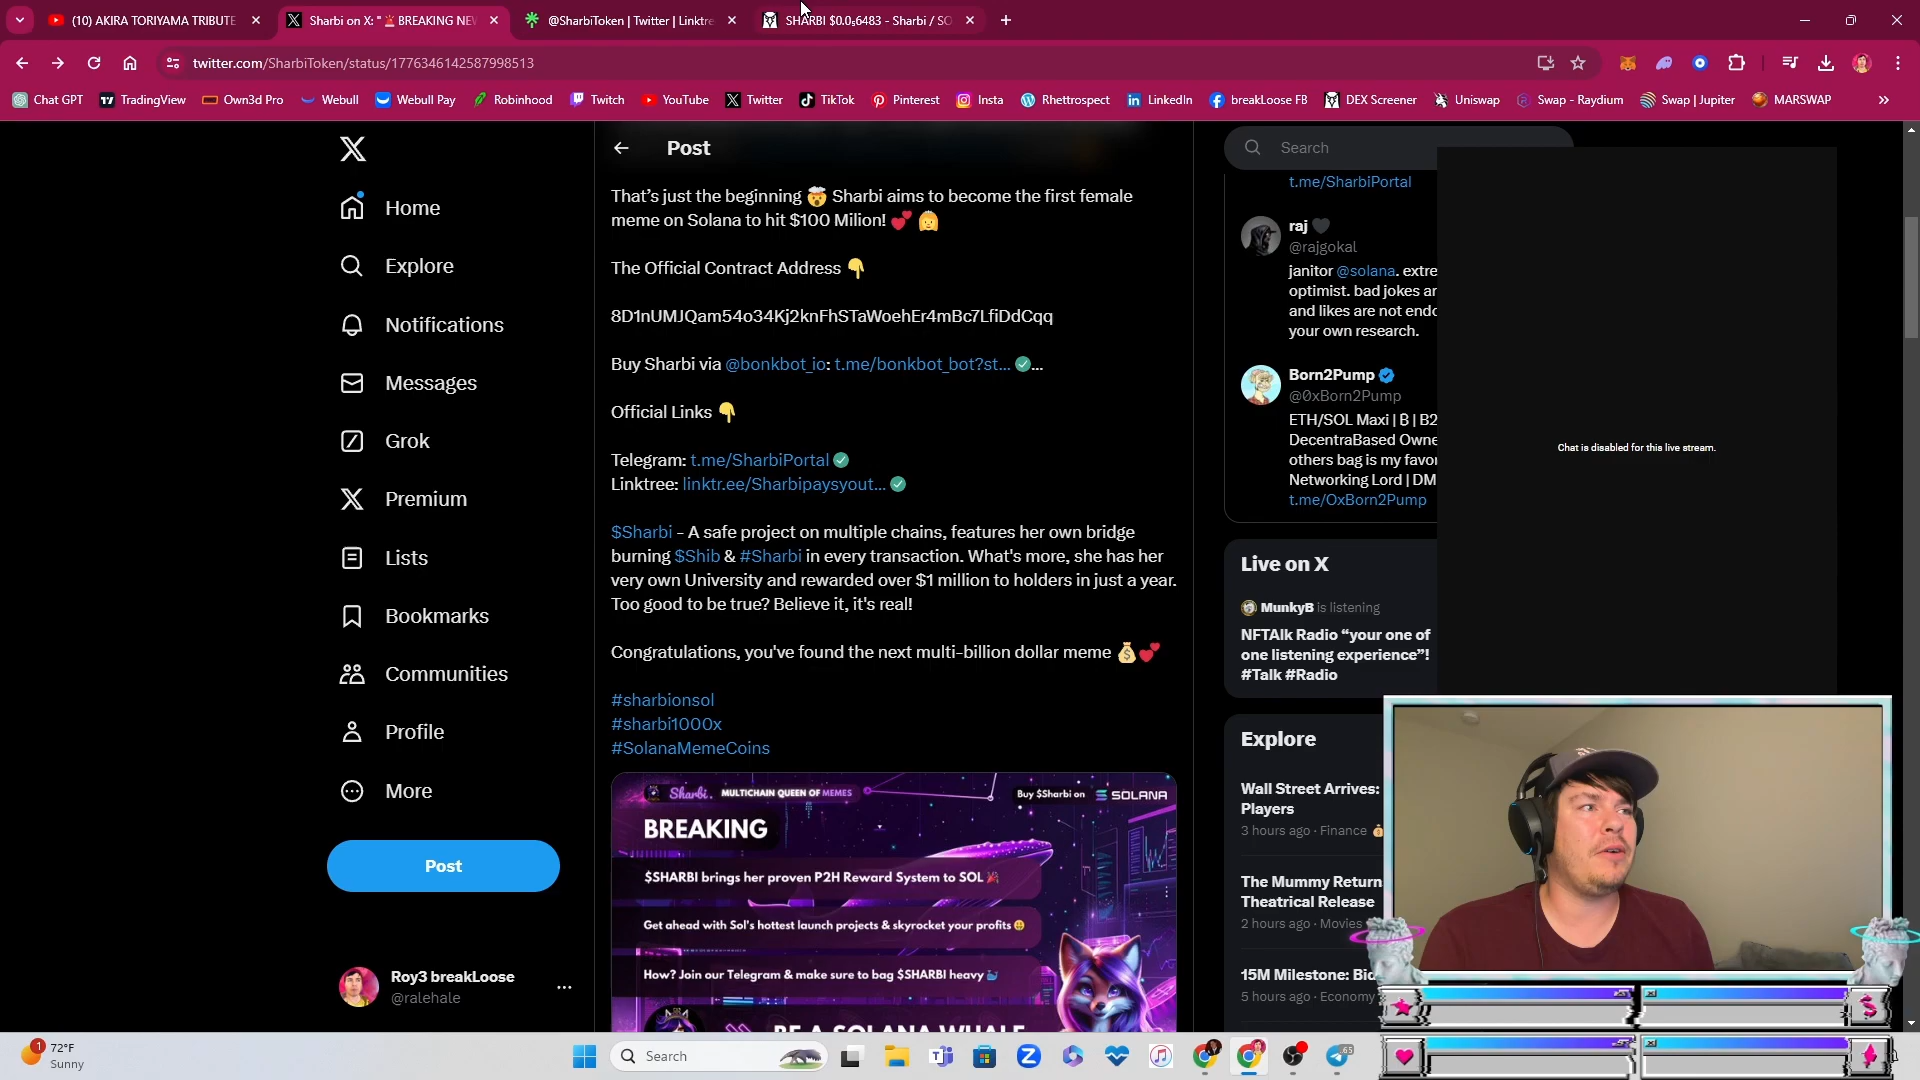 (10) AKIRA TORIYAMA TRIBUTE
Sharbi on X: "🚨BREAKING NEW
@SharbiToken | Twitter | Linktre
SHARBI $0.0₅6483 - Sharbi / SO
twitter.com/SharbiToken/status/1776346142587998513
Chat GPT
TradingView
Own3d Pro
Webull
Webull Pay
Robinhood
Twitch
YouTube
Twitter
TikTok
Pinterest
Insta
Rhettrospect
LinkedIn
breakLoose FB
DEX Screener
Uniswap
Swap - Raydium
Swap | Jupiter
MARSWAP
Home
Explore
Notifications
Messages
Grok
Premium
Lists
Bookmarks
Communities
Profile
More
Post
Roy3 breakLoose
@ralehale
Post
That's just the beginning 🤯 Sharbi aims to become the first female
meme on Solana to hit $100 Milion! 💕 👩
The Official Contract Address 👇
8D1nUMJQam54o34Kj2knFhSTaWoehEr4mBc7LfiDdCqq
Buy Sharbi via @bonkbot_io: t.me/bonkbot_bot?st... ✅...
Official Links 👇
Telegram: t.me/SharbiPortal ✅
Linktree: linktr.ee/Sharbipaysyout... ✅
$Sharbi - A safe project on multiple chains, features her own bridge
burning $Shib & #Sharbi in every transaction. What's more, she has her
very own University and rewarded over $1 million to holders in just a year.
Too good to be true? Believe it, it's real!
Congratulations, you've found the next multi-billion dollar meme 💰💕
#sharbionsol
#sharbi1000x
#SolanaMemeCoins
Sharbi. MULTICHAIN QUEEN OF MEMES
Buy $Sharbi on SOLANA
BREAKING
$SHARBI brings her proven P2H Reward System to SOL 🎉
Get ahead with Sol's hottest launch projects & skyrocket your profits 🤑
How? Join our Telegram & make sure to bag $SHARBI heavy 🐳
BE A SOLANA WHALE
Search
t.me/SharbiPortal
raj 🖤
@rajgokal
janitor @solana. extre
optimist. bad jokes ar
and likes are not endo
your own research.
Born2Pump
@0xBorn2Pump
ETH/SOL Maxi | B | B2
DecentraBased Owne
others bag is my favor
Networking Lord | DM
t.me/OxBorn2Pump
Live on X
MunkyB is listening
NFTAlk Radio "your one of
one listening experience"!
#Talk #Radio
Explore
Wall Street Arrives:
Players
3 hours ago · Finance 💰
The Mummy Return
Theatrical Release
2 hours ago · Movies
15M Milestone: Bid
5 hours ago · Economy
Chat is disabled for this live stream.
1
72°F
Sunny
Search
65